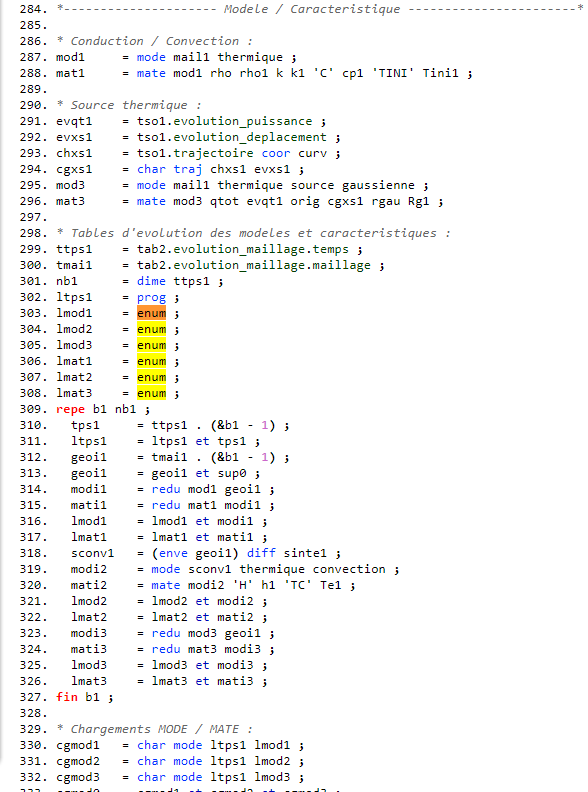 284. *--------------------- Modele / Caracteristique -----------------------*
285.
286. * Conduction / Convection :
287. mod1     = mode mail1 thermique ;
288. mat1     = mate mod1 rho rho1 k k1 'C' cp1 'TINI' Tini1 ;
289.
290. * Source thermique :
291. evqt1    = tso1.evolution_puissance ;
292. evxs1    = tso1.evolution_deplacement ;
293. chxs1    = tso1.trajectoire coor curv ;
294. cgxs1    = char traj chxs1 evxs1 ;
295. mod3     = mode mail1 thermique source gaussienne ;
296. mat3     = mate mod3 qtot evqt1 orig cgxs1 rgau Rg1 ;
297.
298. * Tables d'evolution des modeles et caracteristiques :
299. ttps1    = tab2.evolution_maillage.temps ;
300. tmai1    = tab2.evolution_maillage.maillage ;
301. nb1      = dime ttps1 ;
302. ltps1    = prog ;
303. lmod1    = enum ;
304. lmod2    = enum ;
305. lmod3    = enum ;
306. lmat1    = enum ;
307. lmat2    = enum ;
308. lmat3    = enum ;
309. repe b1 nb1 ;
310.   tps1     = ttps1 . (&b1 - 1) ;
311.   ltps1    = ltps1 et tps1 ;
312.   geoi1    = tmai1 . (&b1 - 1) ;
313.   geoi1    = geoi1 et sup0 ;
314.   modi1    = redu mod1 geoi1 ;
315.   mati1    = redu mat1 modi1 ;
316.   lmod1    = lmod1 et modi1 ;
317.   lmat1    = lmat1 et mati1 ;
318.   sconv1   = (enve geoi1) diff sinte1 ;
319.   modi2    = mode sconv1 thermique convection ;
320.   mati2    = mate modi2 'H' h1 'TC' Te1 ;
321.   lmod2    = lmod2 et modi2 ;
322.   lmat2    = lmat2 et mati2 ;
323.   modi3    = redu mod3 geoi1 ;
324.   mati3    = redu mat3 modi3 ;
325.   lmod3    = lmod3 et modi3 ;
326.   lmat3    = lmat3 et mati3 ;
327. fin b1 ;
328.
329. * Chargements MODE / MATE :
330. cgmod1   = char mode ltps1 lmod1 ;
331. cgmod2   = char mode ltps1 lmod2 ;
332. cgmod3   = char mode ltps1 lmod3 ;